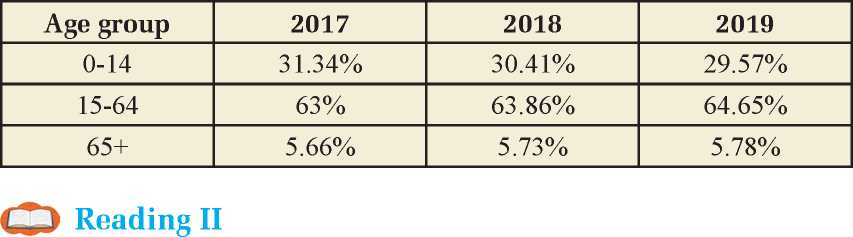 Age group 2017 2018 2019
0-14 31.34% 30.41% 29.57%
15-64 63% 63.86% 64.65%
65+ 5.66% 5.73% 5.78%
Reading II